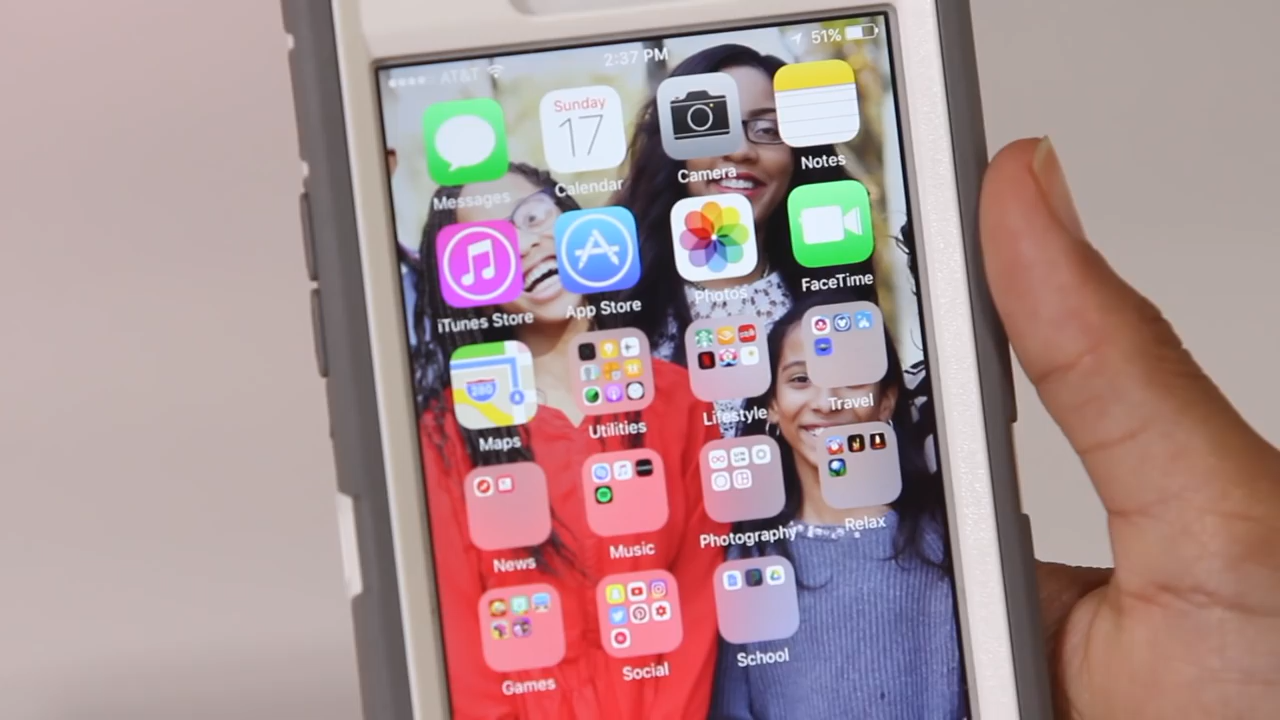 AT&T
2:37 PM
51%
Messages
Sunday
17
Calendar
Camera
Notes
iTunes Store
App Store
Photos
FaceTime
280
Maps
Utilities
Lifestyle
Travel
News
Music
Photography
Relax
Games
Social
School